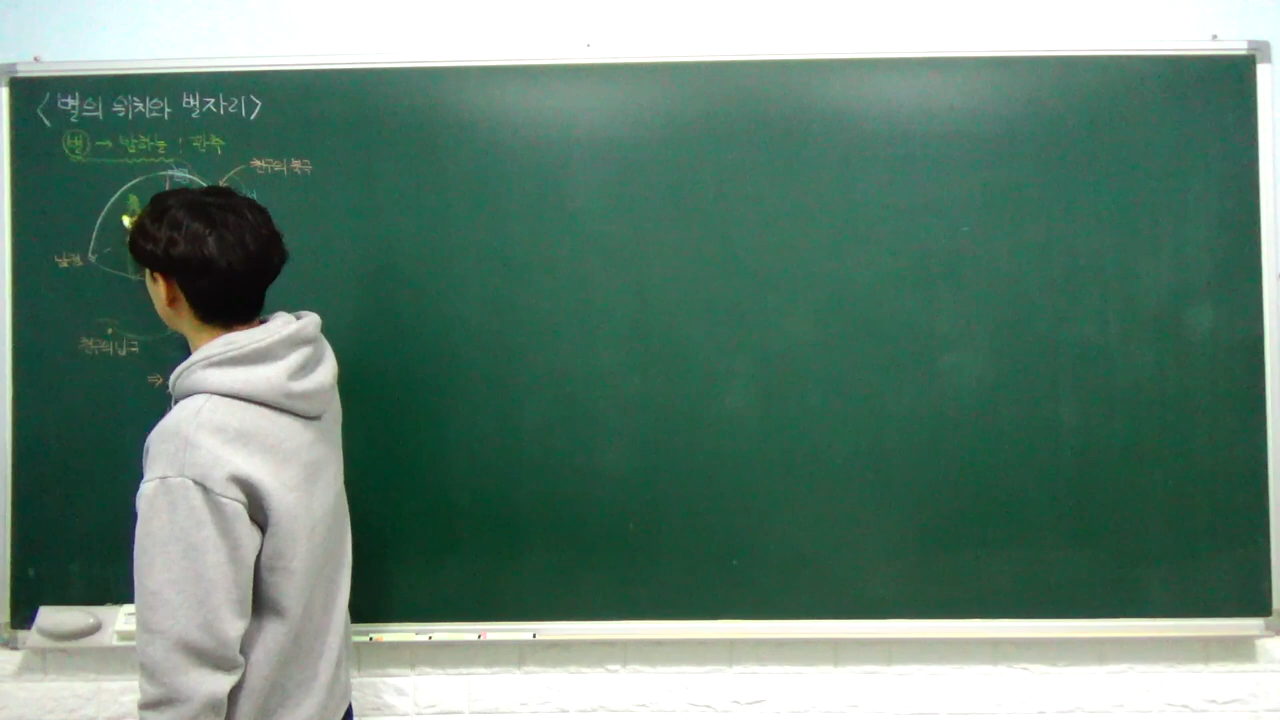 <별의 위치와 별자리>
별 → 밤하늘 : 관측
천구의 북극
남점
천구의 남극
⇒